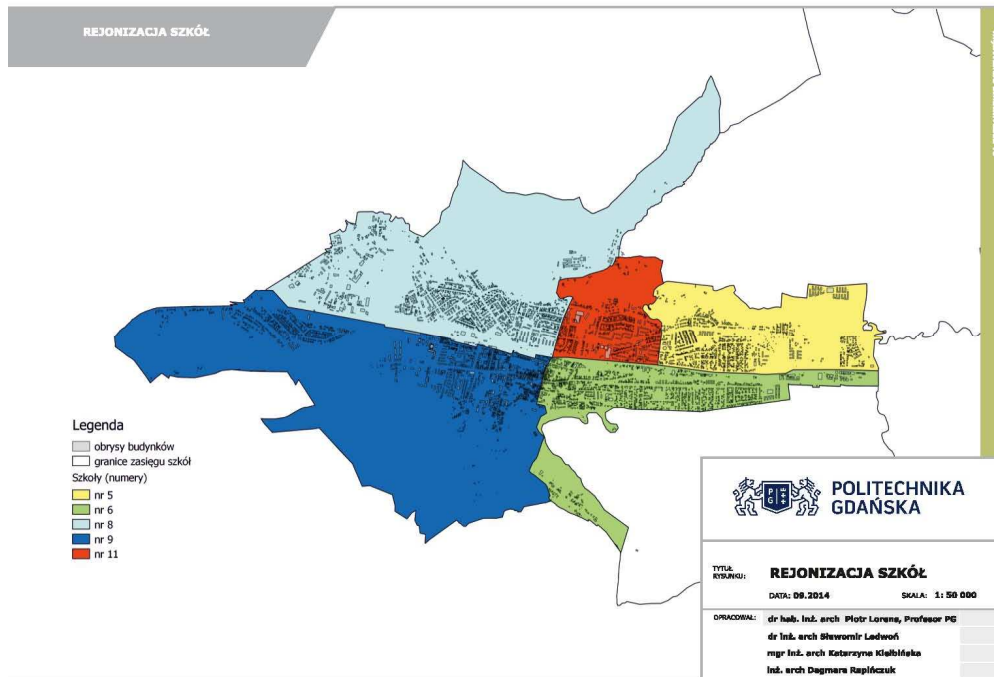 REJONIZACJA SZKÓŁ
Legenda
obrysy budynków
granice zasięgu szkół
Szkoły (numery)
nr 5
nr 6
nr 8
nr 9
nr 11
POLITECHNIKA
GDAŃSKA
TYTUŁ
RYSUNKU:
REJONIZACJA SZKÓŁ
DATA: 09.2014 SKALA: 1: 50 000
OPRACOWAŁ: dr hab. inż. arch Piotr Lorens, Profesor PG
dr inż. arch Sławomir Ledwoń
mgr inż. arch Katarzyna Kiełbińska
inż. arch Dagmara Rapińczuk